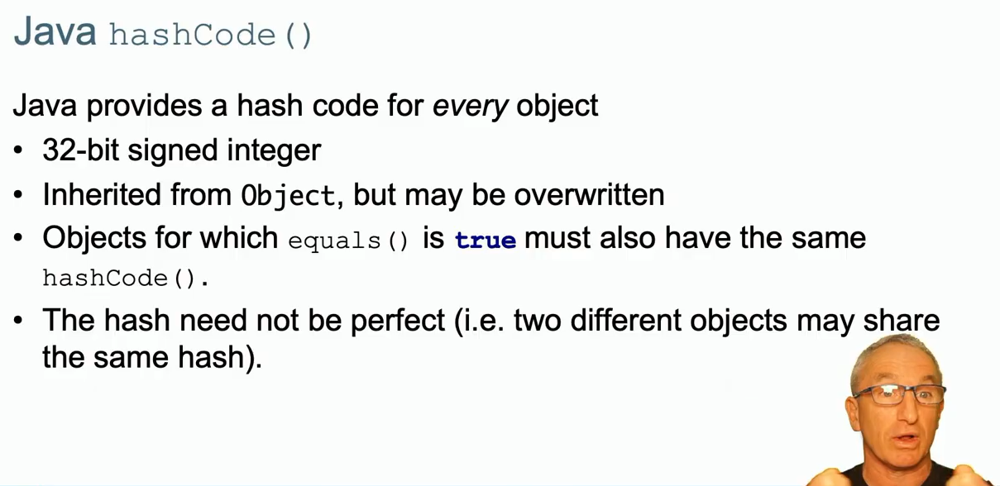 Java hashCode()
Java provides a hash code for every object
• 32-bit signed integer
• Inherited from Object, but may be overwritten
• Objects for which equals() is true must also have the same
hashCode().
• The hash need not be perfect (i.e. two different objects may share
the same hash).